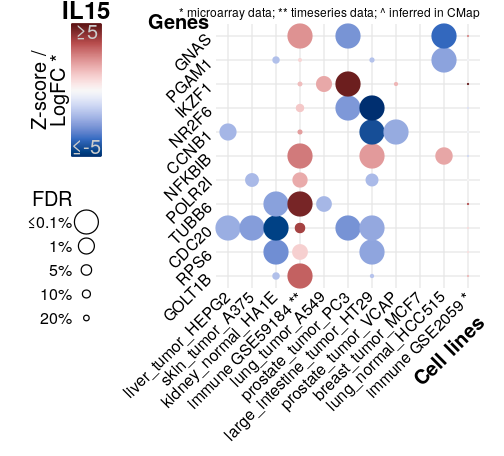 IL15
* microarray data; ** timeseries data; ^ inferred in CMap
Genes
≥5
Z-score /
LogFC *
≤-5
GNAS
PGAM1
IKZF1
NR2F6
CCNB1
NFKBIB
POLR2I
TUBB6
CDC20
RPS6
GOLT1B
FDR
≤0.1%
1%
5%
10%
20%
liver_tumor_HEPG2
skin_tumor_A375
kidney_normal_HA1E
Immune GSE59184 **
lung_tumor_A549
prostate_tumor_PC3
large_Intestine_tumor_HT29
prostate_tumor_VCAP
breast_tumor_MCF7
lung_normal_HCC515
Immune GSE2059 *
Cell lines